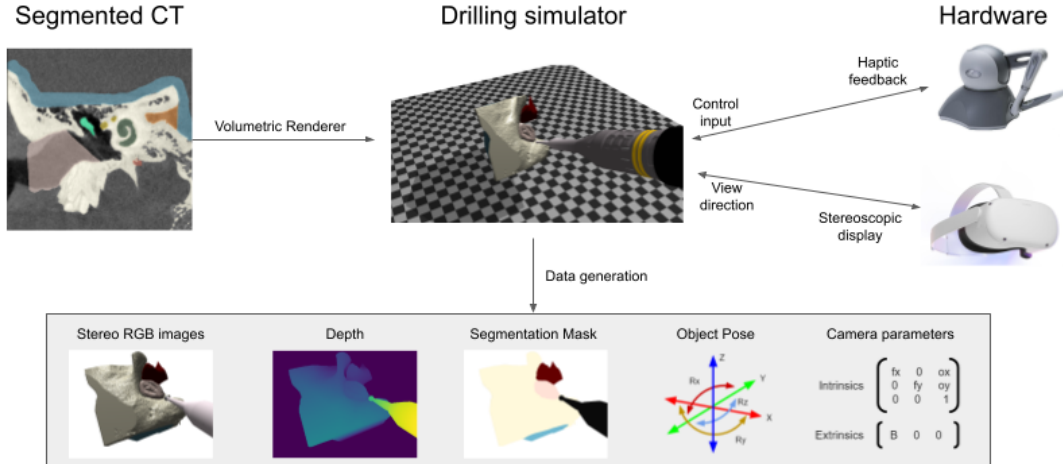 Segmented CT
Drilling simulator
Hardware
Volumetric Renderer
Haptic
feedback
Control
input
View
direction
Stereoscopic
display
Data generation
Stereo RGB images
Depth
Segmentation Mask
Object Pose
Camera parameters
Z
Y
X
Rx
Rz
Ry
Intrinsics
fx 0 ox
0 fy oy
0 0 1
Extrinsics
B 0 0